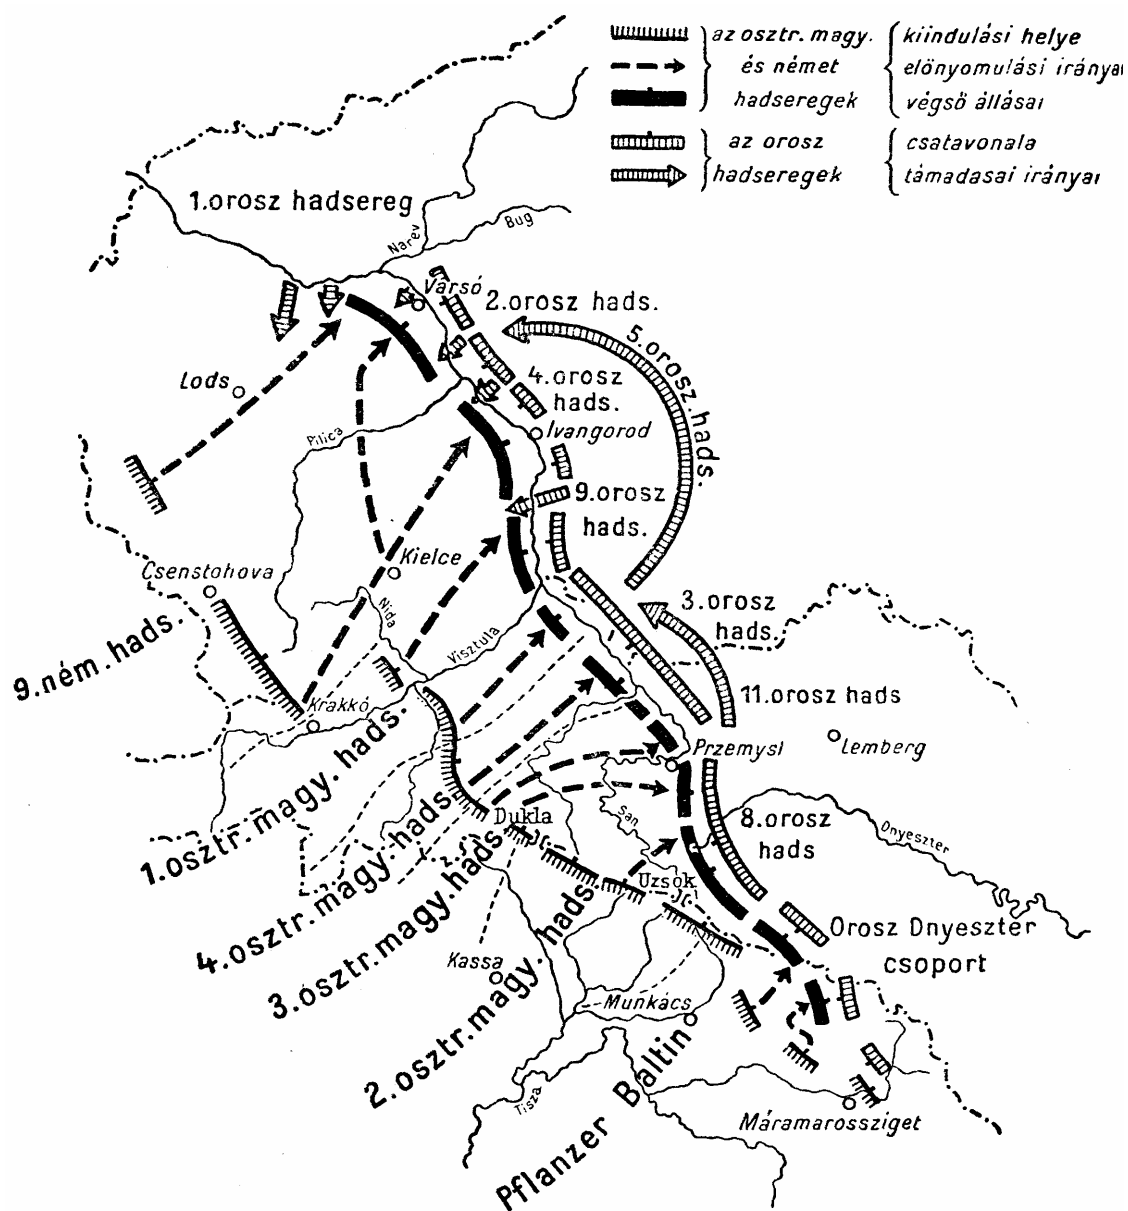 az osztr. magy. kiindulási helye
és német előnyomulási irányai
hadseregek végső állásai
az orosz csatavonala
hadseregek támadásai irányai
1. orosz hadsereg
Narev
Bug
Varsó
2. orosz hads.
5. orosz. hads.
Lods
4. orosz
hads.
Pilica
Ivangorod
9. orosz
hads.
Kielce
Csenstohova
Nida
3. orosz
hads.
Visztula
9. ném. hads.
Krakkó
11. orosz hads
Lemberg
Przemysl
1. osztr. magy. hads.
Dukla
San
8. orosz
hads
Dnyeszter
4. osztr. magy. hads
Uzsok
3. osztr. magy. hads
Orosz Dnyeszter
csoport
Kassa
2. osztr. magy. hads
Munkács
Tisza
Pflanzer Baltin
Máramarossziget